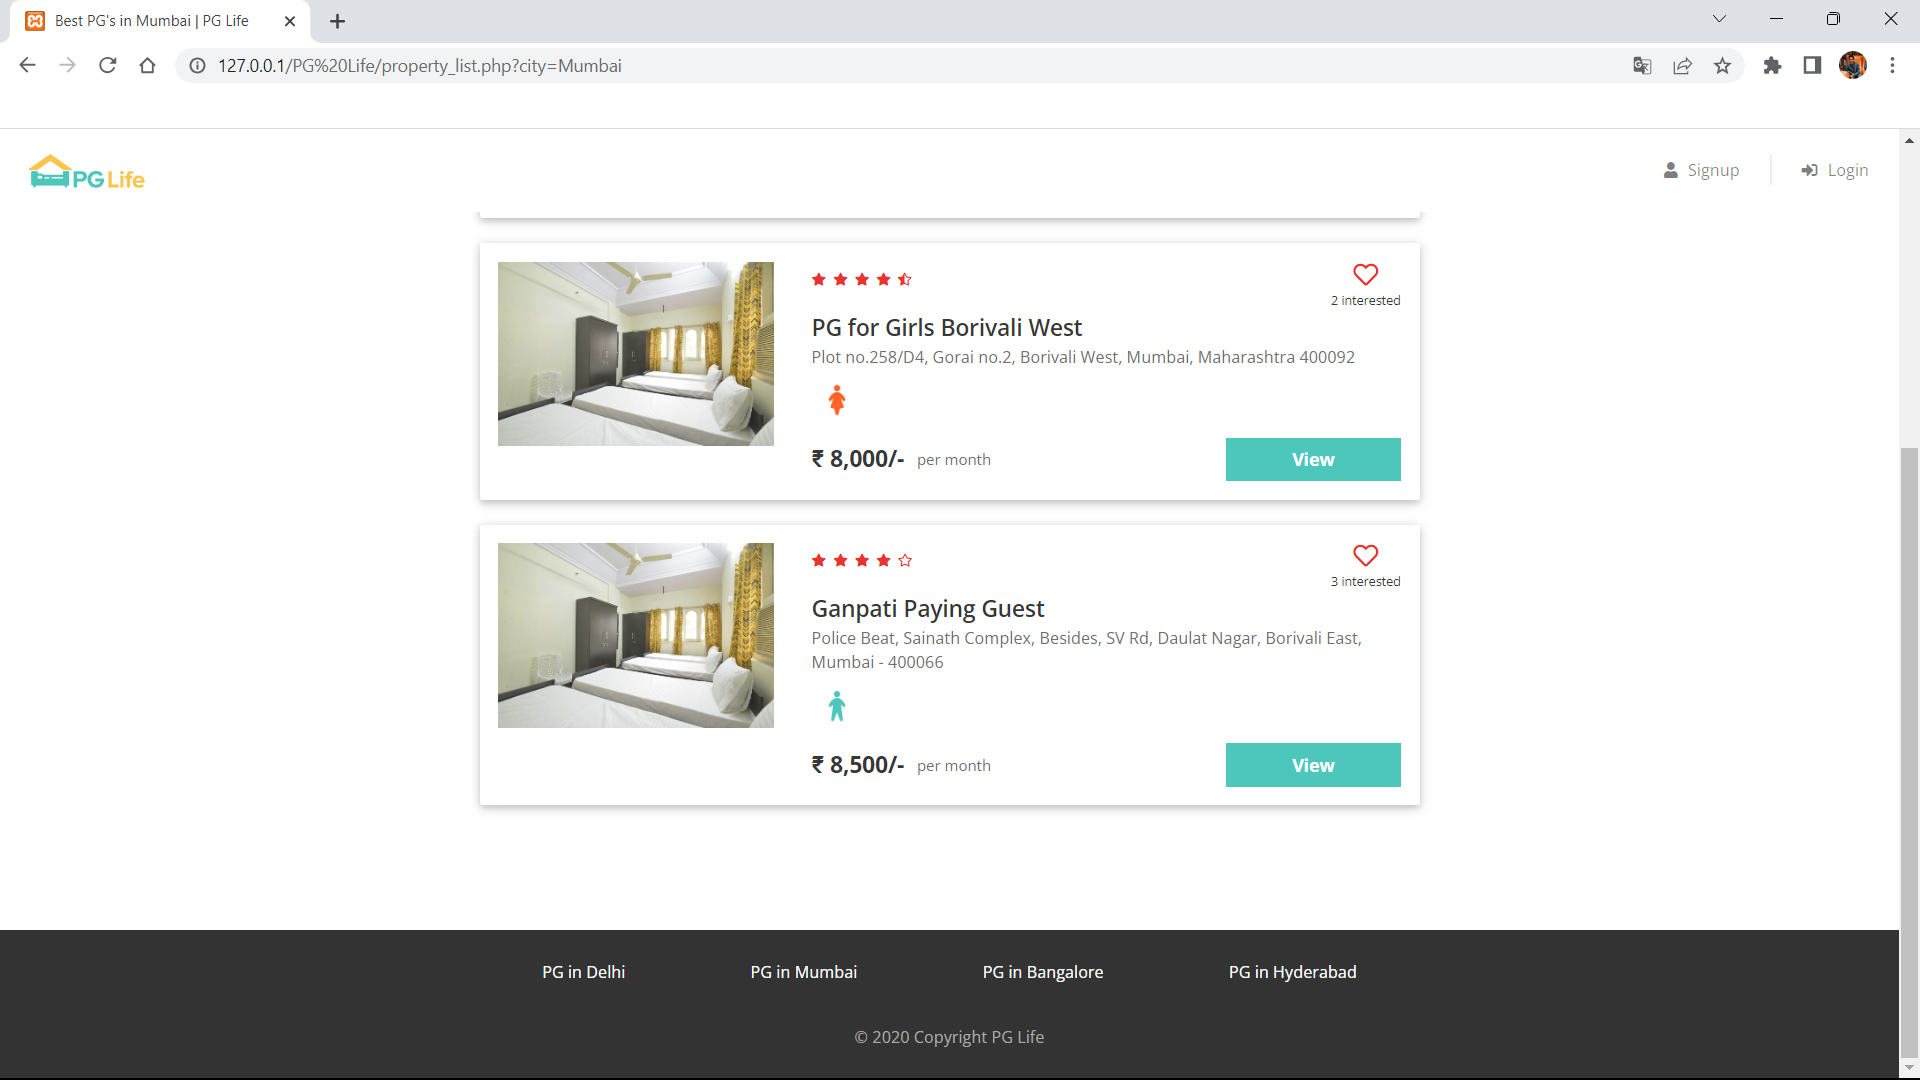 Best PG's in Mumbai | PG Life
127.0.0.1/PG%20Life/property_list.php?city=Mumbai
PG Life
Signup
Login
2 interested
PG for Girls Borivali West
Plot no.258/D4, Gorai no.2, Borivali West, Mumbai, Maharashtra 400092
₹ 8,000/- per month
View
3 interested
Ganpati Paying Guest
Police Beat, Sainath Complex, Besides, SV Rd, Daulat Nagar, Borivali East,
Mumbai - 400066
₹ 8,500/- per month
View
PG in Delhi
PG in Mumbai
PG in Bangalore
PG in Hyderabad
© 2020 Copyright PG Life